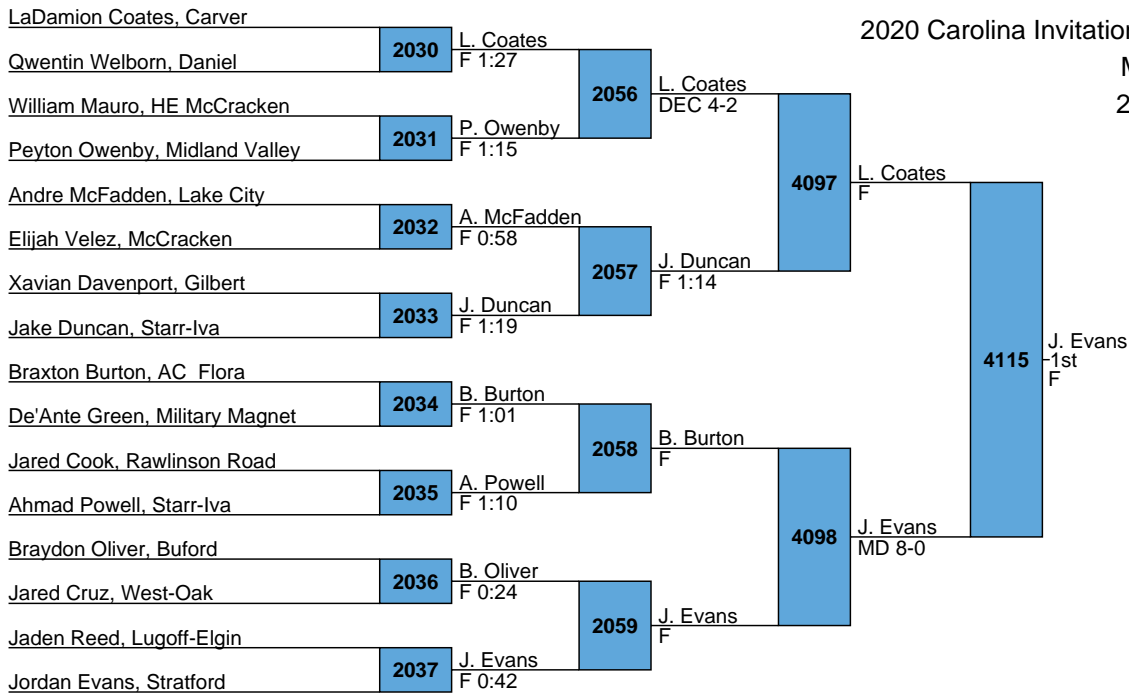 LaDamion Coates, Carver
2020 Carolina Invitation
2030
L. Coates
F 1:27
Qwentin Welborn, Daniel
M
2056
L. Coates
DEC 4-2
2
William Mauro, HE McCracken
2031
P. Owenby
F 1:15
Peyton Owenby, Midland Valley
4097
L. Coates
F
Andre McFadden, Lake City
2032
A. McFadden
F 0:58
Elijah Velez, McCracken
2057
J. Duncan
F 1:14
Xavian Davenport, Gilbert
2033
J. Duncan
F 1:19
Jake Duncan, Starr-Iva
4115
J. Evans
1st
F
Braxton Burton, AC  Flora
2034
B. Burton
F 1:01
De'Ante Green, Military Magnet
2058
B. Burton
F
Jared Cook, Rawlinson Road
2035
A. Powell
F 1:10
Ahmad Powell, Starr-Iva
4098
J. Evans
MD 8-0
Braydon Oliver, Buford
2036
B. Oliver
F 0:24
Jared Cruz, West-Oak
2059
J. Evans
F
Jaden Reed, Lugoff-Elgin
2037
J. Evans
F 0:42
Jordan Evans, Stratford